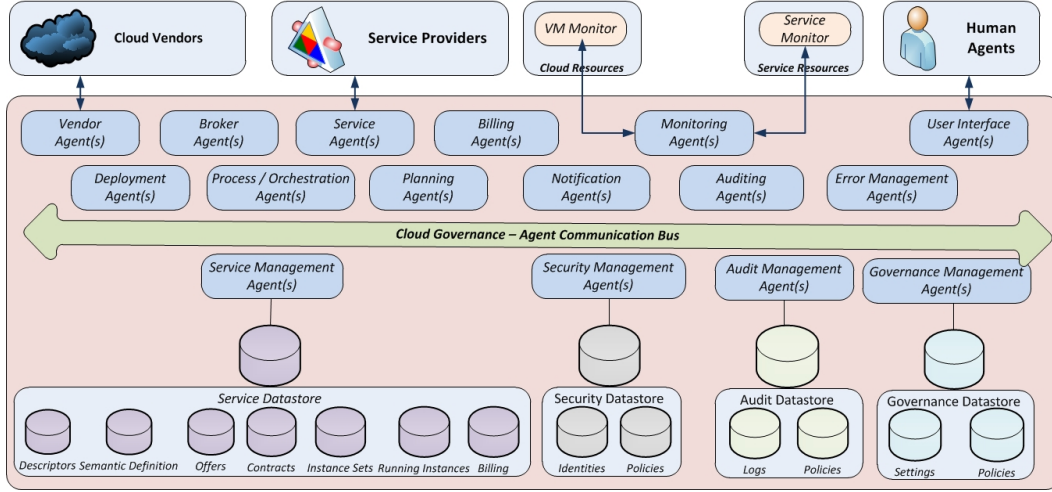 Cloud Vendors
Service Providers
VM Monitor
Cloud Resources
Service
Monitor
Service Resources
Human
Agents
Vendor
Agent(s)
Broker
Agent(s)
Service
Agent(s)
Billing
Agent(s)
Monitoring
Agent(s)
User Interface
Agent(s)
Deployment
Agent(s)
Process / Orchestration
Agent(s)
Planning
Agent(s)
Notification
Agent(s)
Auditing
Agent(s)
Error Management
Agent(s)
Cloud Governance – Agent Communication Bus
Service Management
Agent(s)
Security Management
Agent(s)
Audit Management
Agent(s)
Governance Management
Agent(s)
Service Datastore
Descriptors
Semantic Definition
Offers
Contracts
Instance Sets
Running Instances
Billing
Security Datastore
Identities
Policies
Audit Datastore
Logs
Policies
Governance Datastore
Settings
Policies